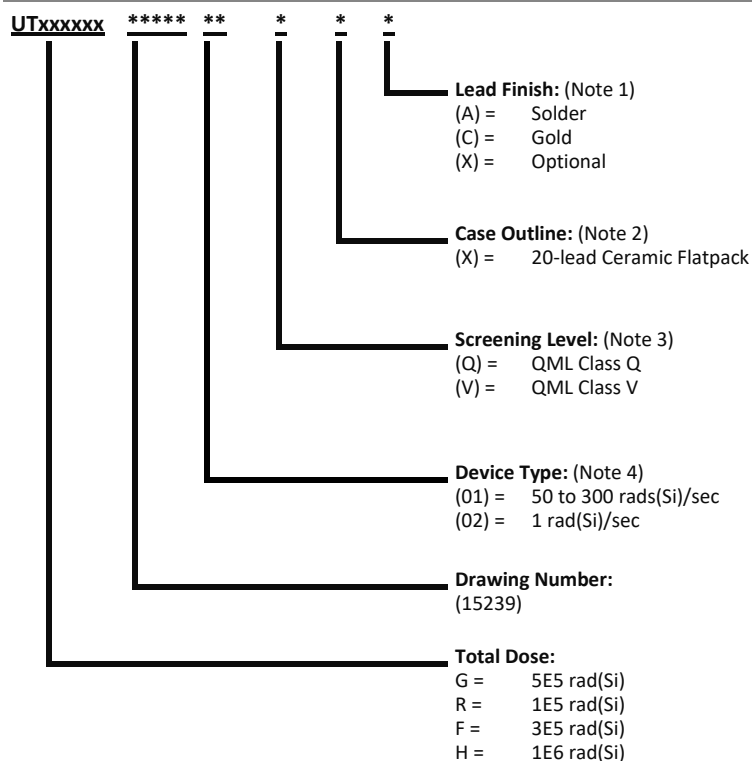 UTxxxxxx ***** ** * * *
Lead Finish: (Note 1)
(A) = Solder
(C) = Gold
(X) = Optional
Case Outline: (Note 2)
(X) = 20-lead Ceramic Flatpack
Screening Level: (Note 3)
(Q) = QML Class Q
(V) = QML Class V
Device Type: (Note 4)
(01) = 50 to 300 rads(Si)/sec
(02) = 1 rad(Si)/sec
Drawing Number:
(15239)
Total Dose:
G = 5E5 rad(Si)
R = 1E5 rad(Si)
F = 3E5 rad(Si)
H = 1E6 rad(Si)